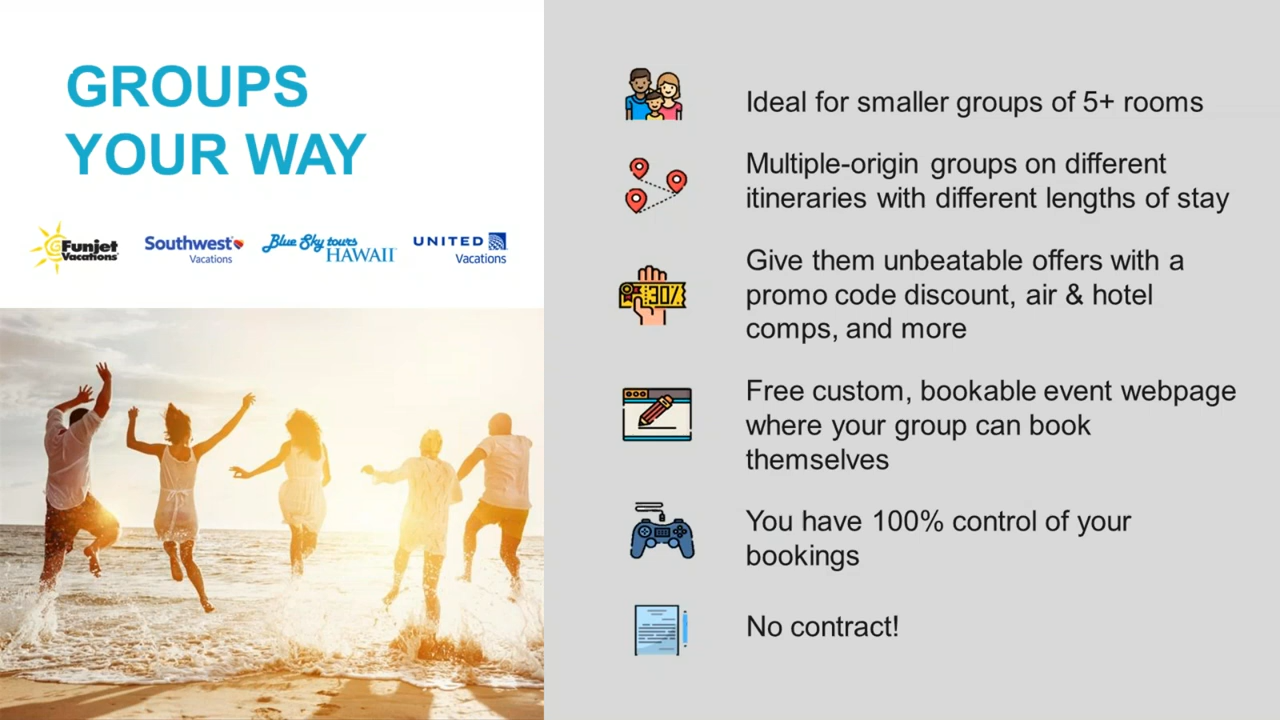 GROUPS
YOUR WAY
Funjet
Vacations
Southwest
Vacations
Blue Sky tours
HAWAII
UNITED
Vacations
Ideal for smaller groups of 5+ rooms
Multiple-origin groups on different
itineraries with different lengths of stay
30%
Give them unbeatable offers with a
promo code discount, air & hotel
comps, and more
Free custom, bookable event webpage
where your group can book
themselves
You have 100% control of your
bookings
No contract!